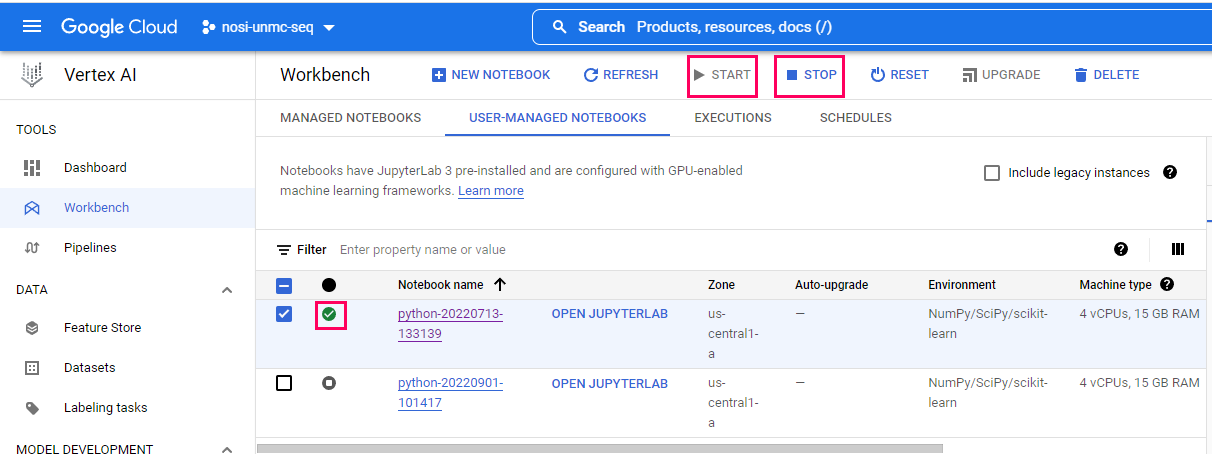 Google Cloud nosi-unmc-seq Search Products, resources, docs (/)
Vertex AI
Workbench NEW NOTEBOOK REFRESH START STOP RESET UPGRADE DELETE
MANAGED NOTEBOOKS USER-MANAGED NOTEBOOKS EXECUTIONS SCHEDULES
TOOLS
Dashboard
Workbench
Pipelines
DATA
Feature Store
Datasets
Labeling tasks
MODEL DEVELOPMENT
Notebooks have JupyterLab 3 pre-installed and are configured with GPU-enabled
machine learning frameworks. Learn more
Include legacy instances ?
Filter Enter property name or value ?
Notebook name Zone Auto-upgrade Environment Machine type ?
python-20220713- OPEN JUPYTERLAB us- — NumPy/SciPy/scikit- 4 vCPUs, 15 GB RAM
133139 central1- learn
a
python-20220901- OPEN JUPYTERLAB us- — NumPy/SciPy/scikit- 4 vCPUs, 15 GB RAM
101417 central1- learn
a